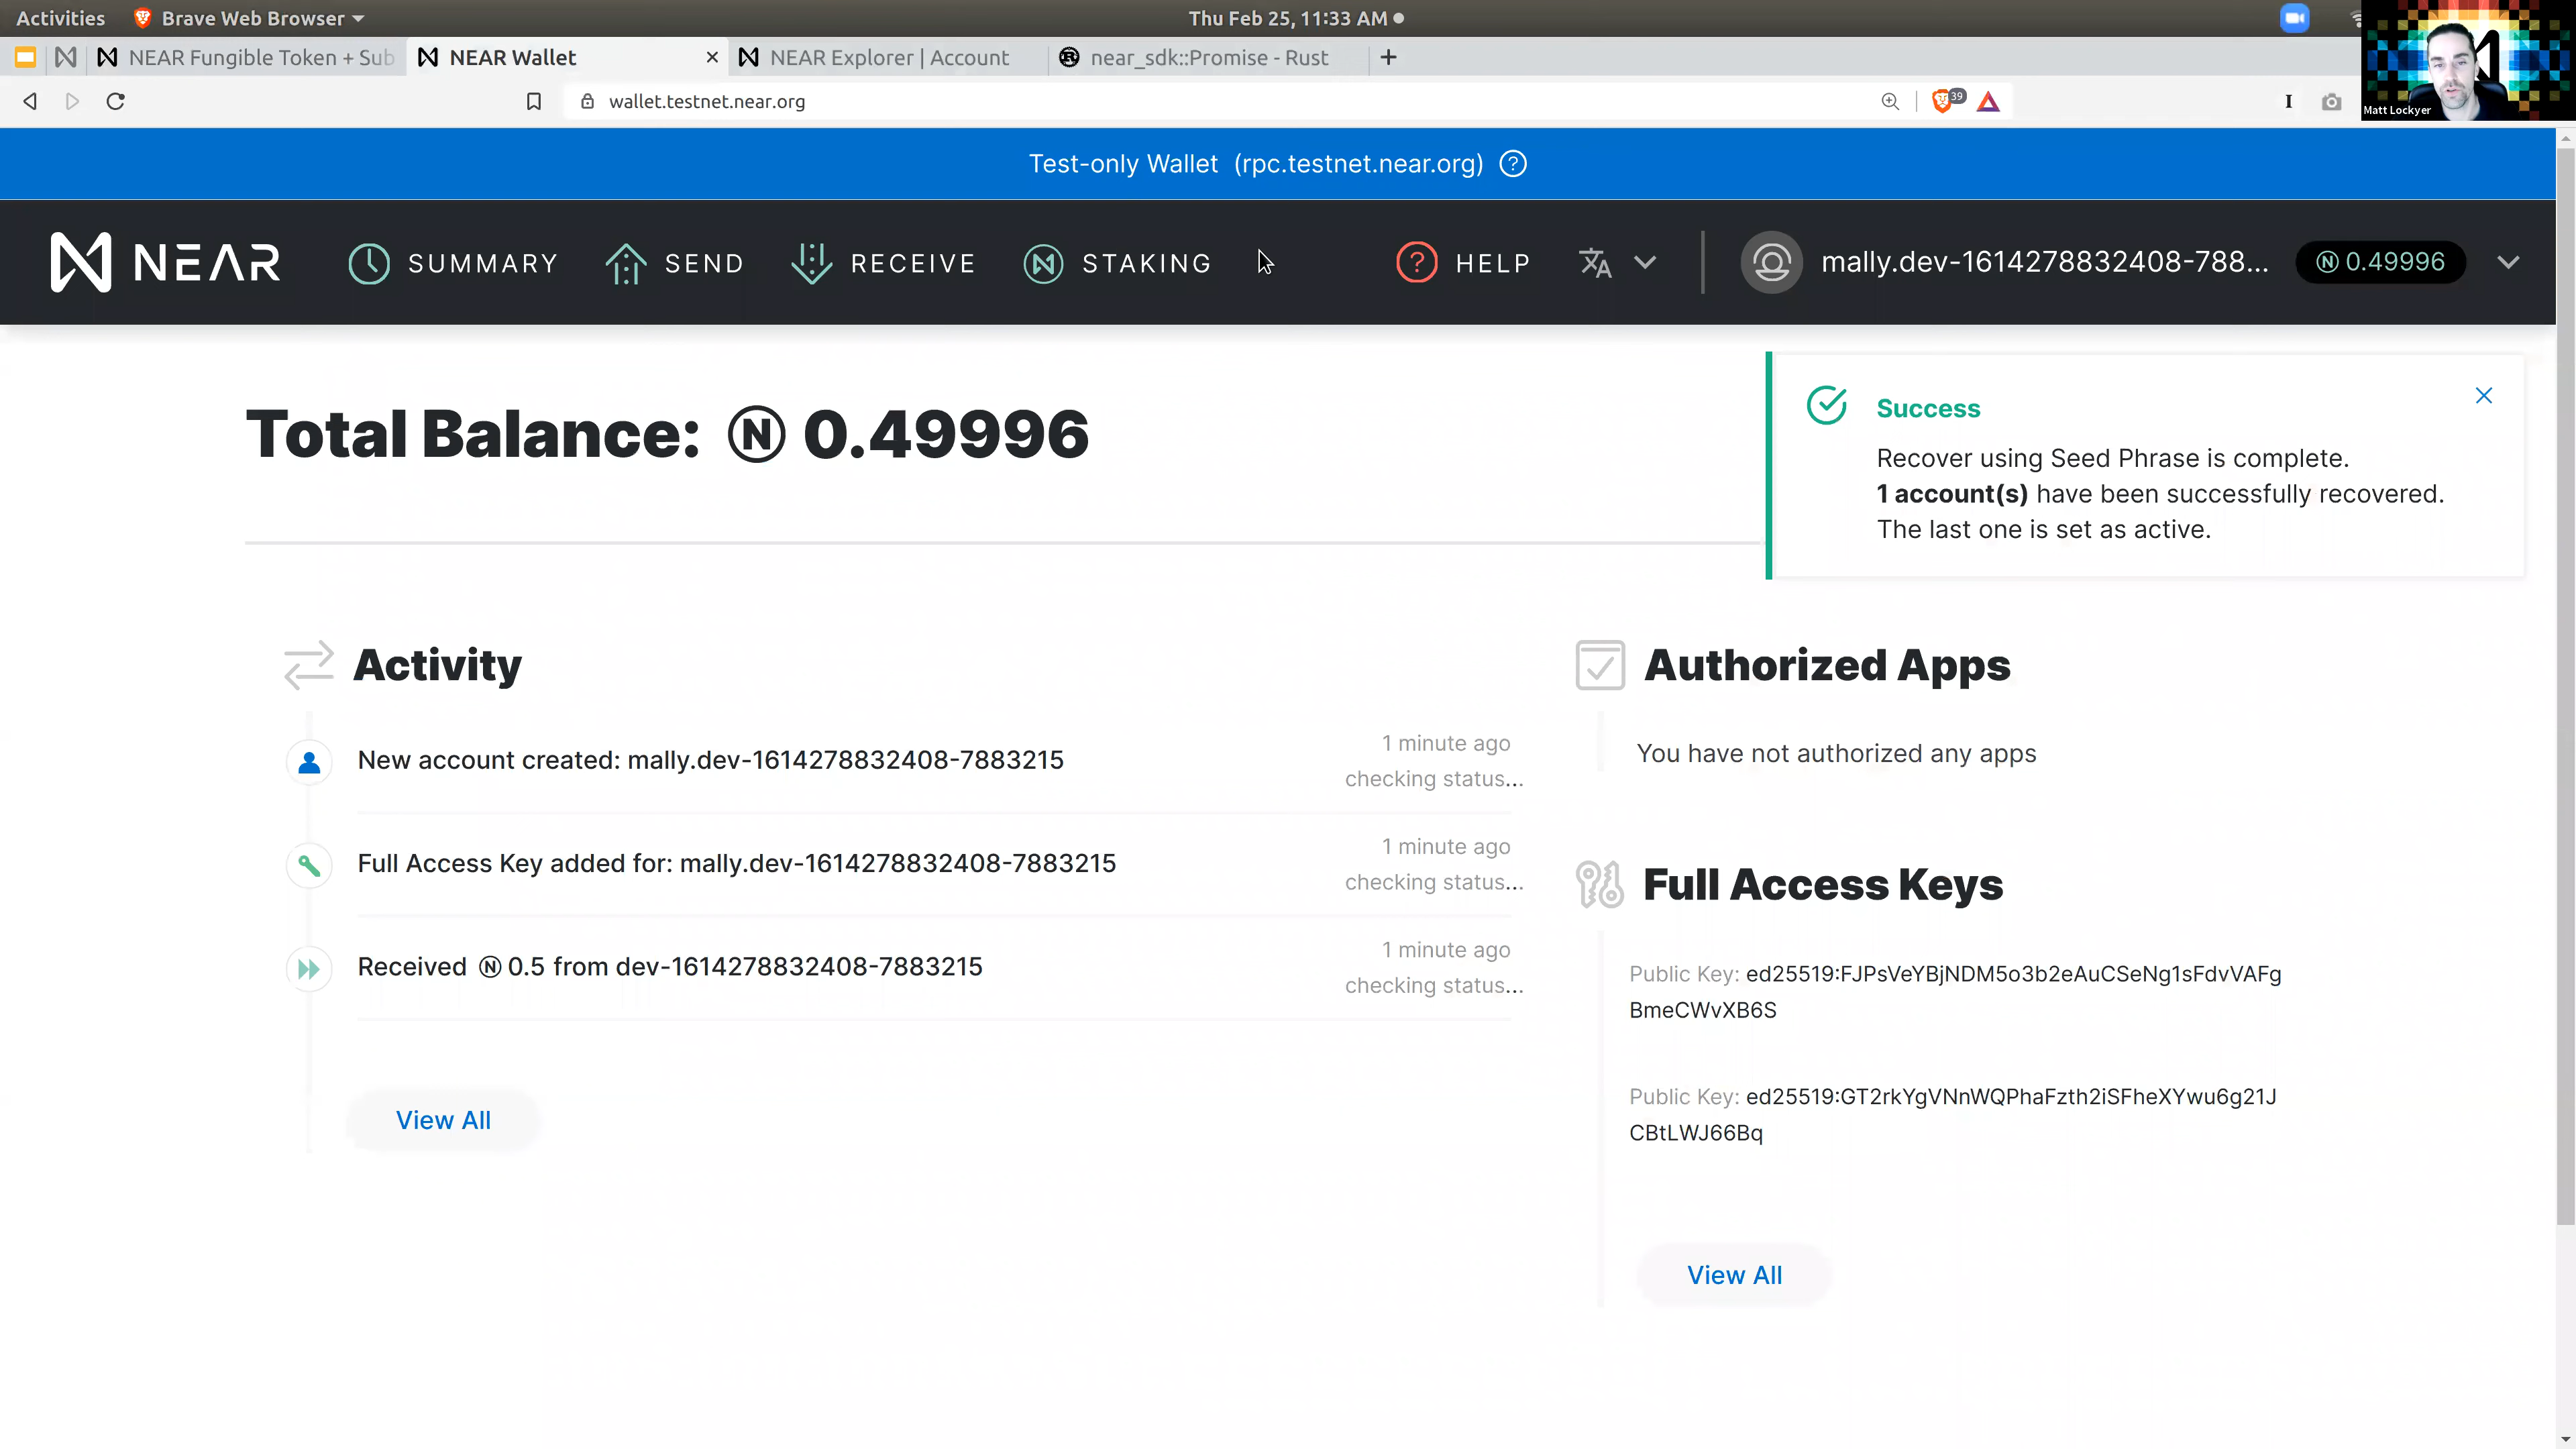 Activities
Brave Web Browser
Thu Feb 25, 11:33 AM
NEAR Fungible Token + Sub
NEAR Wallet
NEAR Explorer | Account
near_sdk::Promise - Rust
wallet.testnet.near.org
39
Matt Lockyer
Test-only Wallet (rpc.testnet.near.org)
NEAR
SUMMARY
SEND
RECEIVE
STAKING
HELP
mally.dev-1614278832408-788...
0.49996
Total Balance: Ⓝ 0.49996
Success
Recover using Seed Phrase is complete.
1 account(s) have been successfully recovered.
The last one is set as active.
Activity
New account created: mally.dev-1614278832408-7883215
1 minute ago
checking status...
Full Access Key added for: mally.dev-1614278832408-7883215
1 minute ago
checking status...
Received Ⓝ 0.5 from dev-1614278832408-7883215
1 minute ago
checking status...
View All
Authorized Apps
You have not authorized any apps
Full Access Keys
Public Key: ed25519:FJPsVeYBjNDM5o3b2eAuCSeNg1sFdvVAFg
BmeCWvXB6S
Public Key: ed25519:GT2rkYgVNnWQPhaFzth2iSFheXYwu6g21J
CBtLWJ66Bq
View All